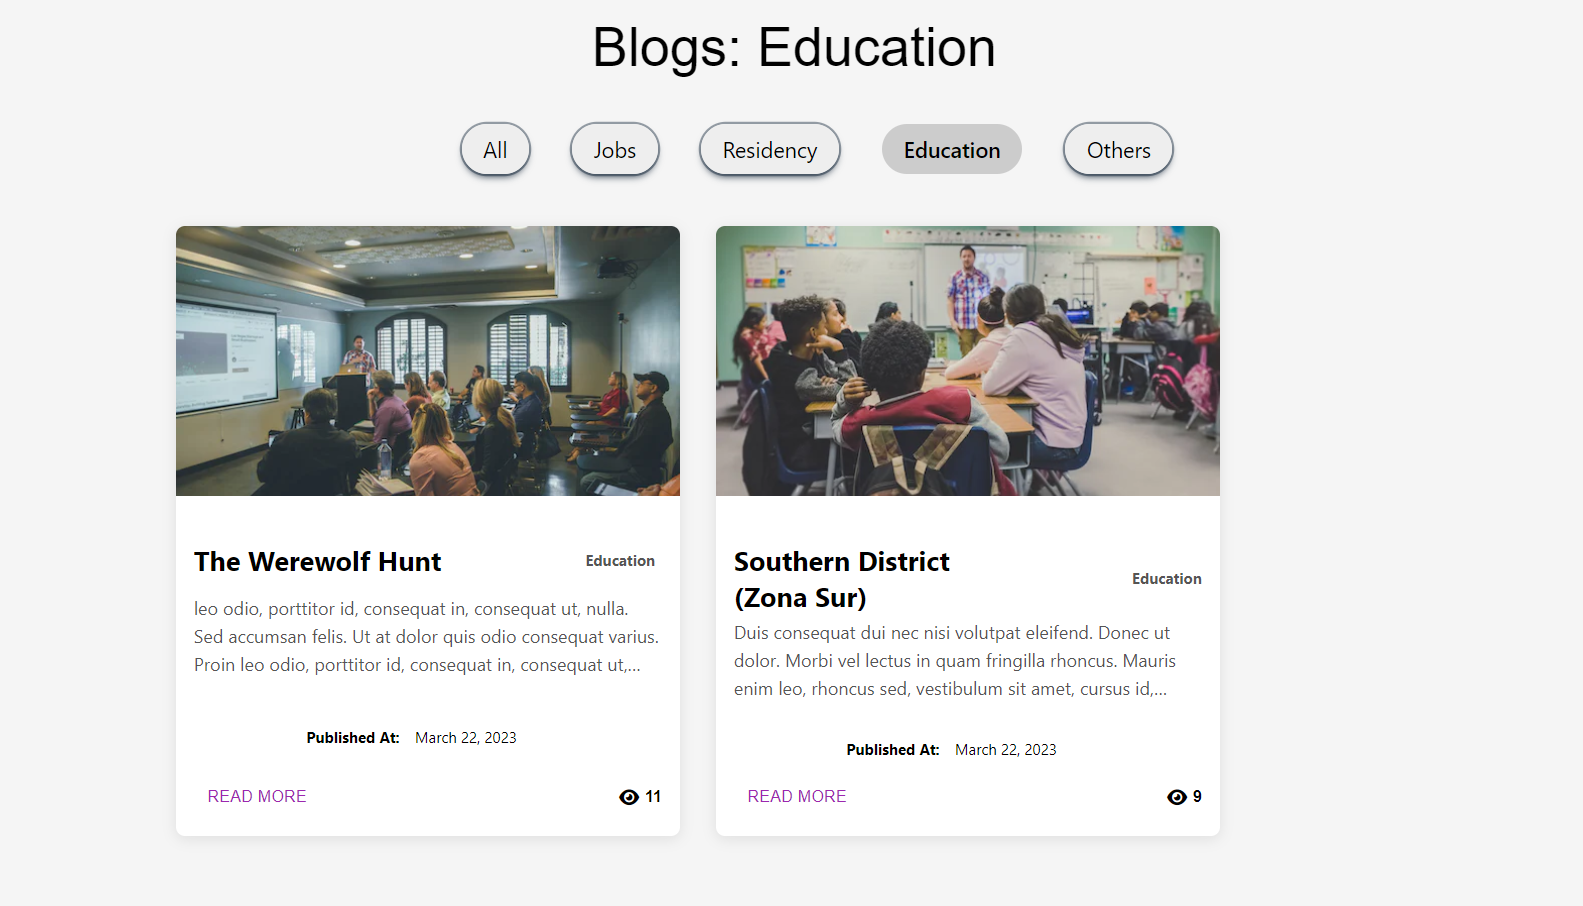 Blogs: Education
All
Jobs
Residency
Education
Others
The Werewolf Hunt
Education
leo odio, porttitor id, consequat in, consequat ut, nulla.
Sed accumsan felis. Ut at dolor quis odio consequat varius.
Proin leo odio, porttitor id, consequat in, consequat ut,...
Published At: March 22, 2023
READ MORE
11
Southern District
(Zona Sur)
Education
Duis consequat dui nec nisi volutpat eleifend. Donec ut
dolor. Morbi vel lectus in quam fringilla rhoncus. Mauris
enim leo, rhoncus sed, vestibulum sit amet, cursus id,...
Published At: March 22, 2023
READ MORE
9